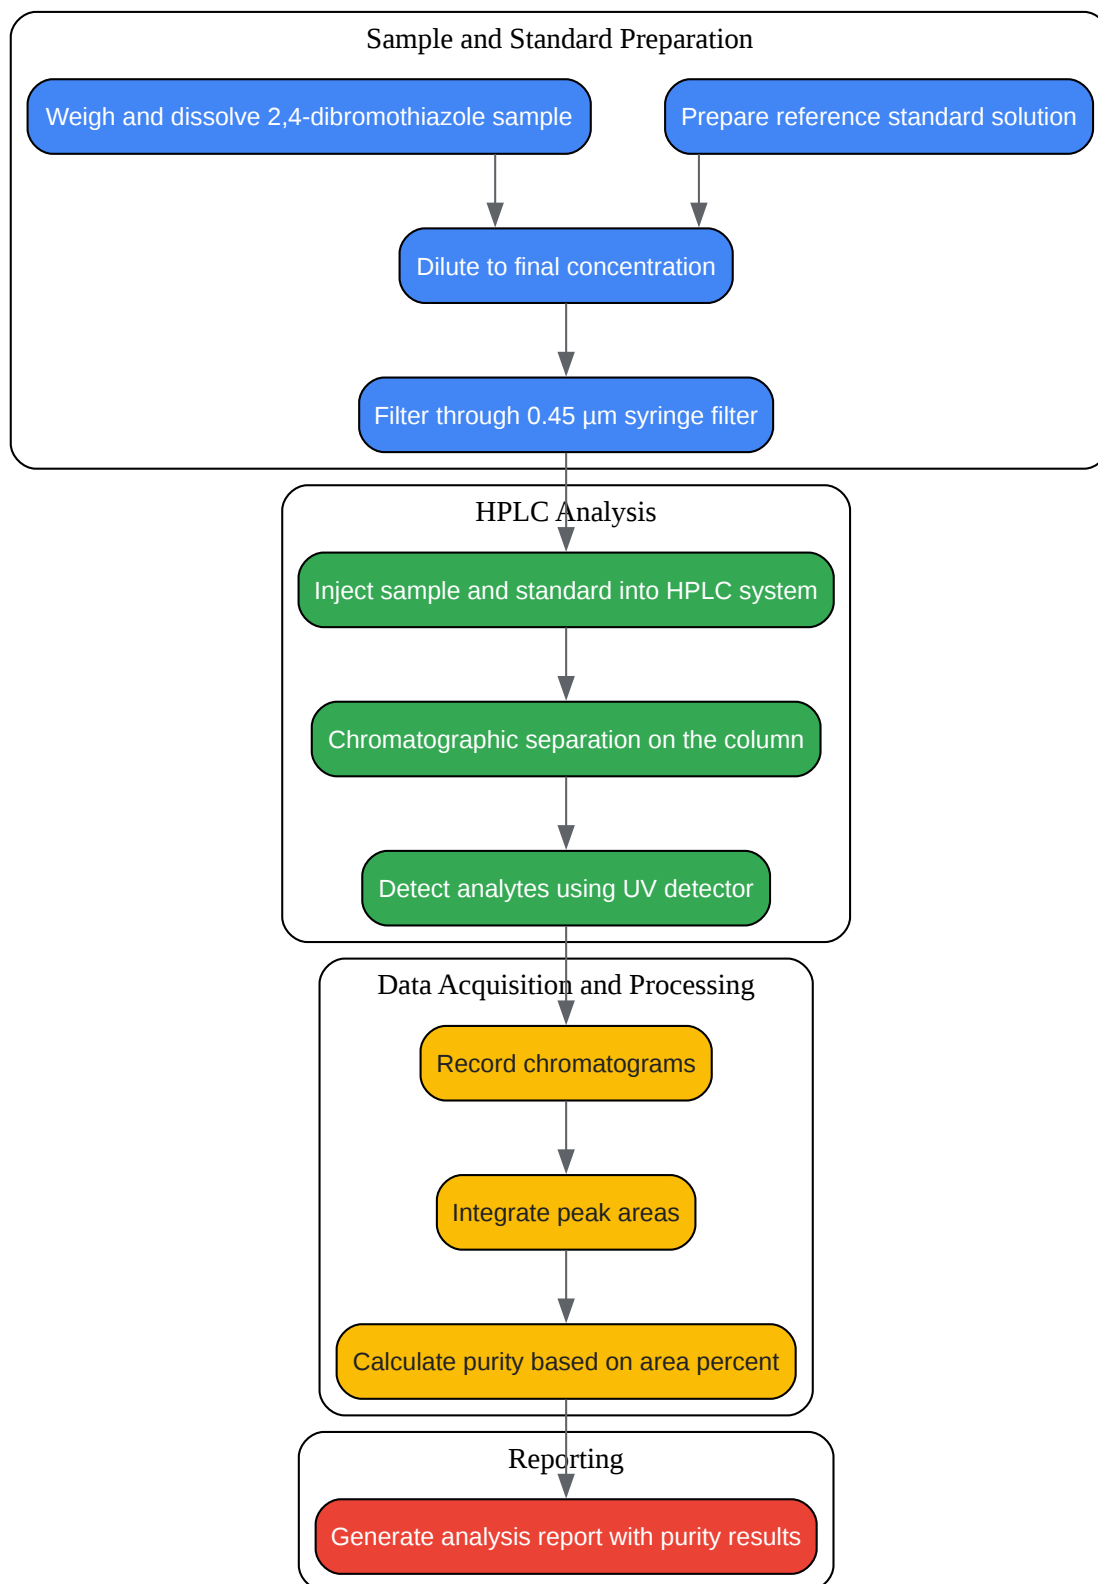 Sample and Standard Preparation
Weigh and dissolve 2,4-dibromothiazole sample
Prepare reference standard solution
Dilute to final concentration
Filter through 0.45 µm syringe filter
HPLC Analysis
Inject sample and standard into HPLC system
Chromatographic separation on the column
Detect analytes using UV detector
Data Acquisition and Processing
Record chromatograms
Integrate peak areas
Calculate purity based on area percent
Reporting
Generate analysis report with purity results